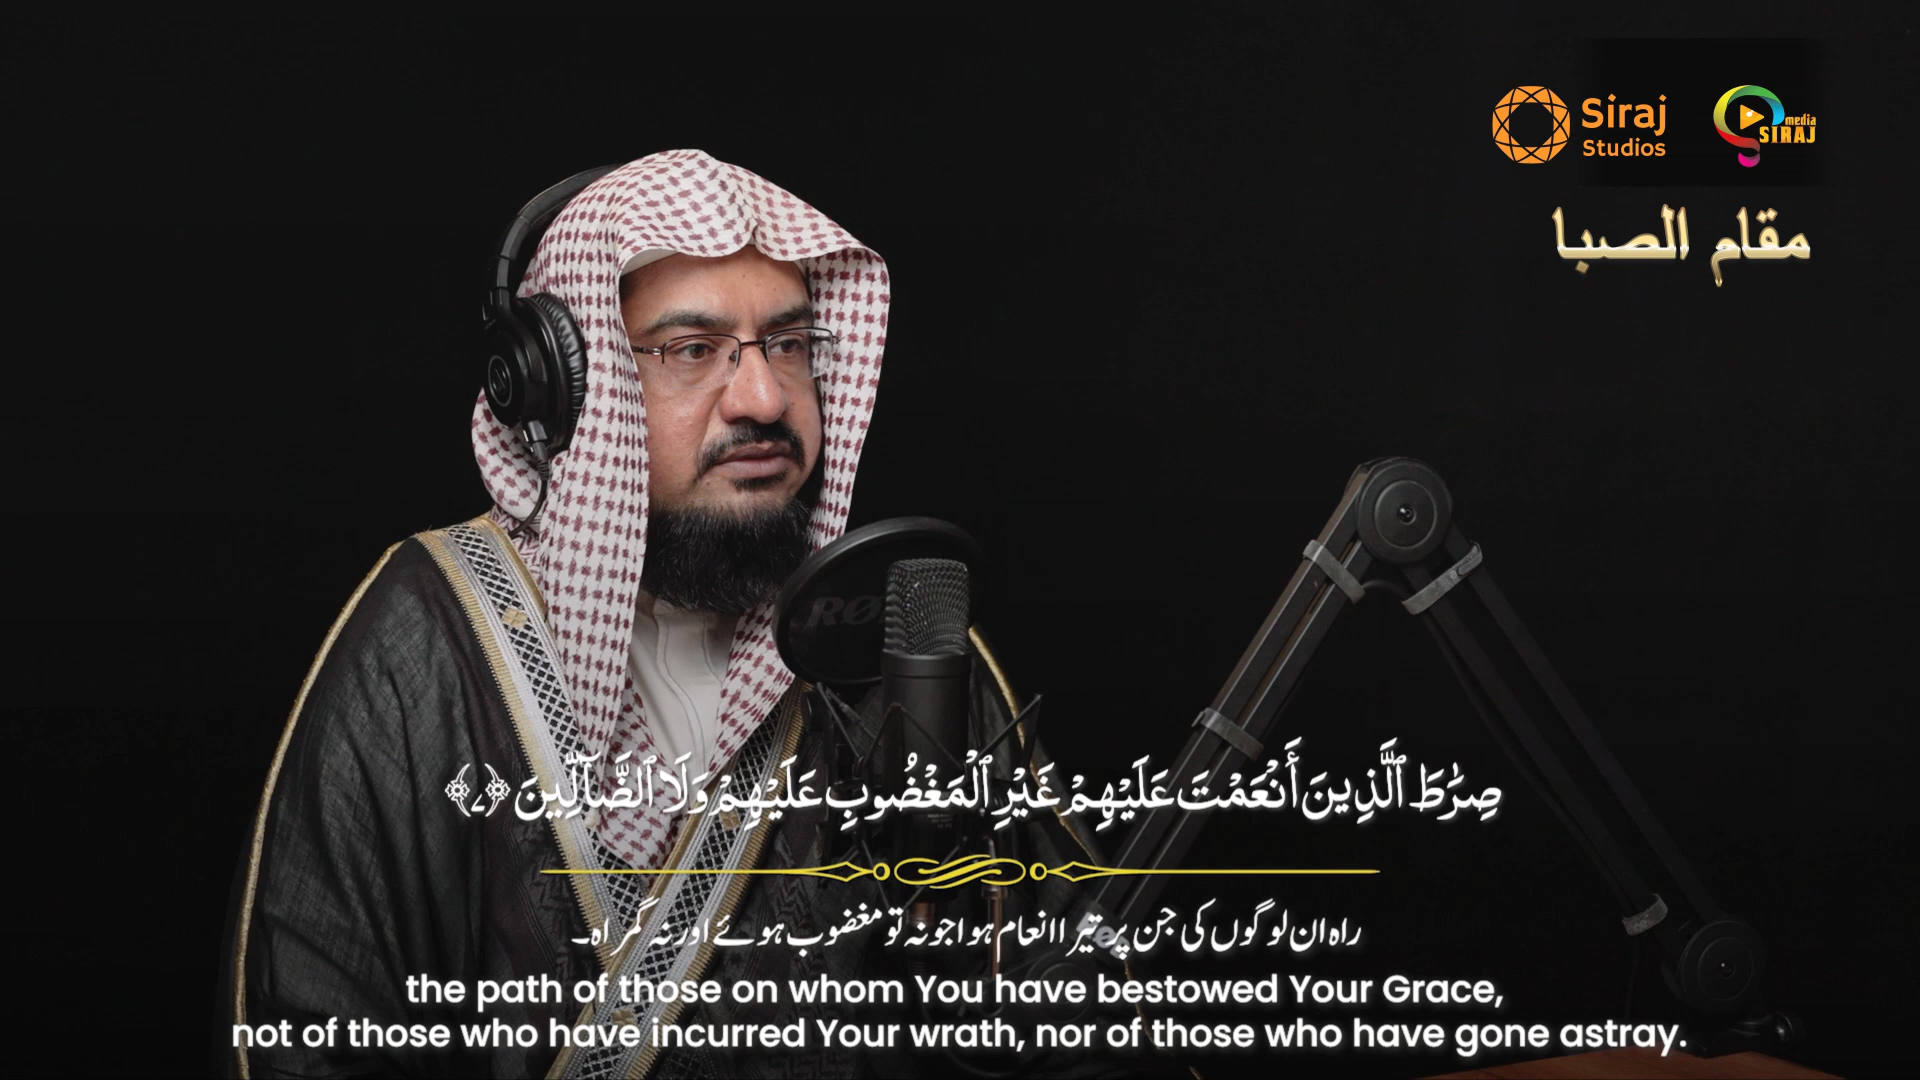 Siraj
Studios
media
SIRAJ
مقام الصبا
RØ
صِرَٰطَ ٱلَّذِينَ أَنْعَمْتَ عَلَيْهِمْ غَيْرِ ٱلْمَغْضُوبِ عَلَيْهِمْ وَلَا ٱلضَّآلِّينَ ﴿٧﴾
راہ ان لوگوں کی جن پر تیرا انعام ہوا جو نہ تو مغضوب ہوئے اور نہ گمراہ۔
the path of those on whom You have bestowed Your Grace,
not of those who have incurred Your wrath, nor of those who have gone astray.